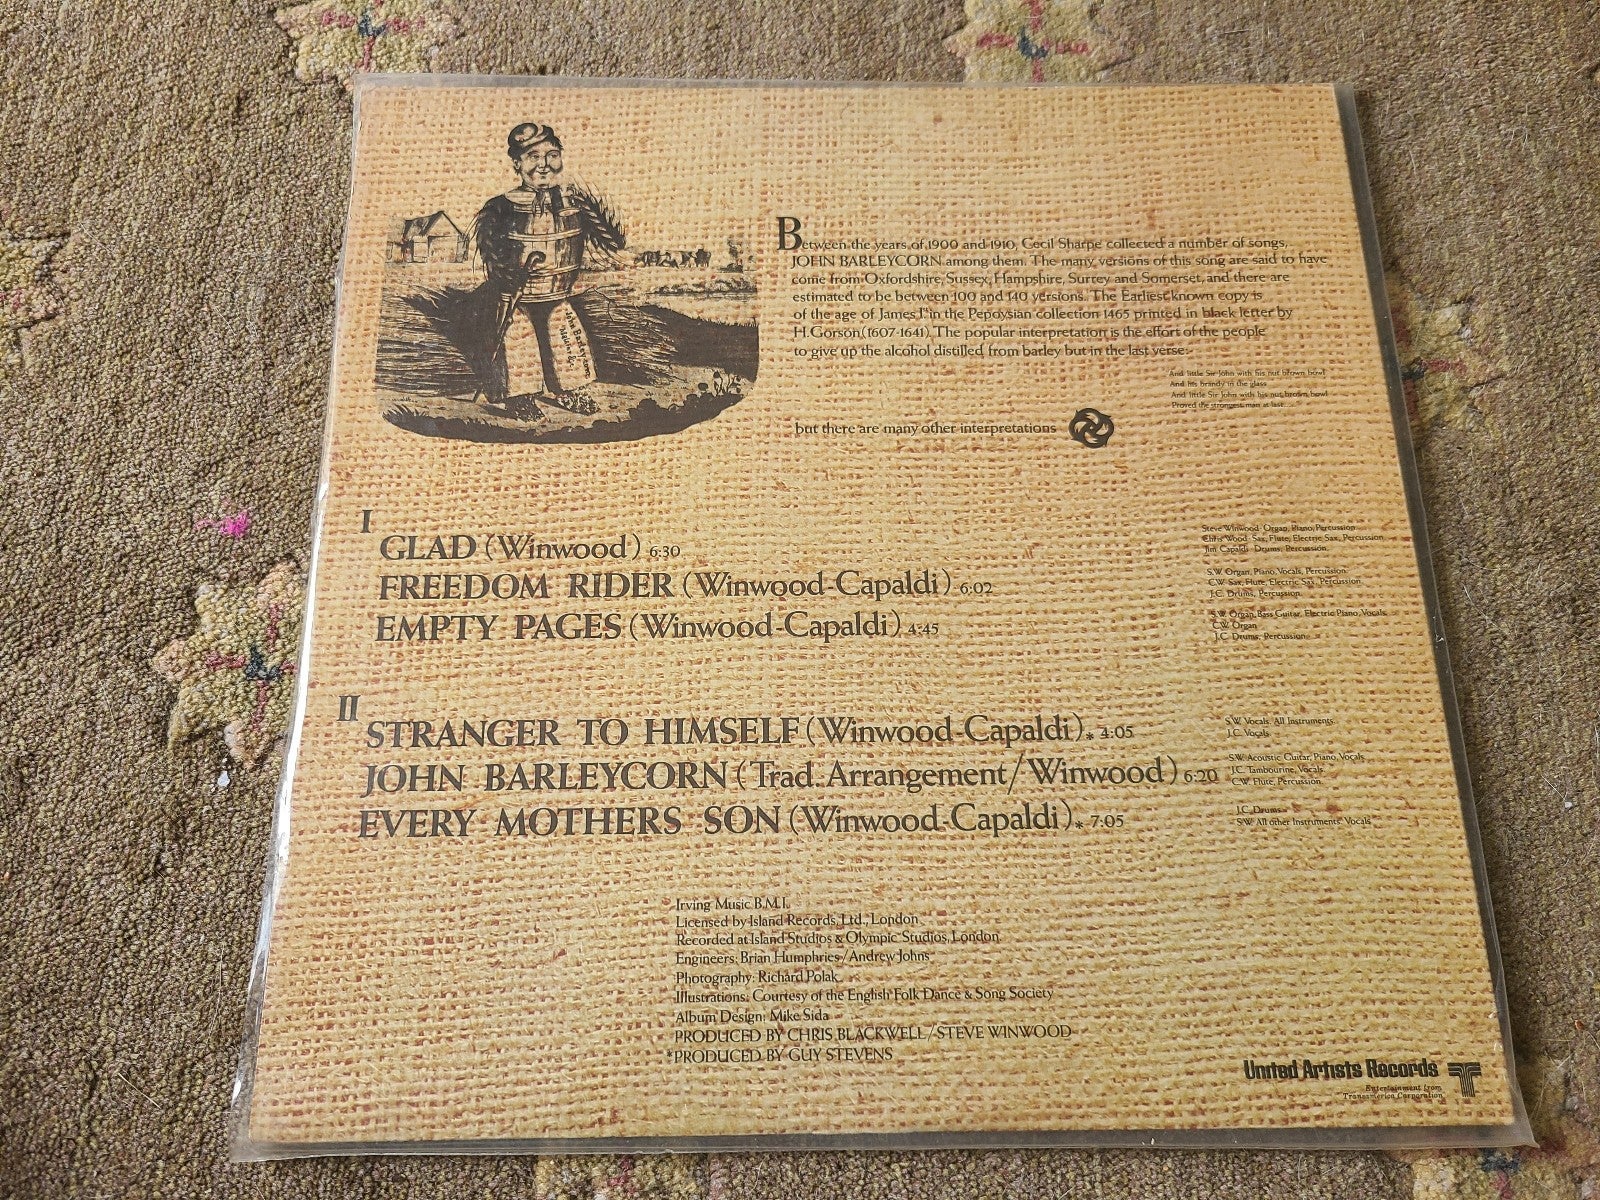 Between the years of 1900 and 1910, Cecil Sharpe collected a number of songs,
JOHN BARLEYCORN among them. The many versions of this song are said to have
come from Oxfordshire, Sussex, Hampshire, Surrey and Somerset, and there are
estimated to be between 100 and 140 versions. The Earliest known copy is
of the age of James I. in the Pepoysian collection 1465 printed in black letter by
H. Gorson (1607-1641). The popular interpretation is the effort of the people
to give up the alcohol distilled from barley but in the last verse:-
And little Sir John with his nut brown bowl
And his brandy in the glass
And little Sir John with his nut brown bowl
Proved the strongest man at last.
but there are many other interpretations
John Barleycorn
I
GLAD (Winwood) 6:30
Steve Winwood- Organ, Piano, Percussion
Chris Wood- Sax, Flute, Electric Sax, Percussion
Jim Capaldi- Drums, Percussion.
FREEDOM RIDER (Winwood-Capaldi) 6:02
S.W. Organ, Piano, Vocals, Percussion.
C.W. Sax, Flute, Electric Sax, Percussion.
J.C. Drums, Percussion
EMPTY PAGES (Winwood-Capaldi) 4:45
S.W. Organ, Bass Guitar, Electric Piano, Vocals
C.W. Organ
J.C. Drums, Percussion
II
STRANGER TO HIMSELF (Winwood-Capaldi)* 4:05
S.W. Vocals, All Instruments
J.C. Vocals
JOHN BARLEYCORN (Trad. Arrangement/Winwood) 6:20
S.W. Acoustic Guitar, Piano, Vocals
J.C. Tambourine, Vocals
C.W. Flute, Percussion
EVERY MOTHERS SON (Winwood-Capaldi)* 7:05
J.C. Drums
S.W. All other Instruments, Vocals
Irving Music B.M.I.
Licensed by Island Records, Ltd., London
Recorded at Island Studios & Olympic Studios, London
Engineers: Brian Humphries/Andrew Johns
Photography: Richard Polak
Illustrations: Courtesy of the English Folk Dance & Song Society
Album Design: Mike Sida
PRODUCED BY CHRIS BLACKWELL/STEVE WINWOOD
*PRODUCED BY GUY STEVENS
United Artists Records
Entertainment from
Transamerica Corporation